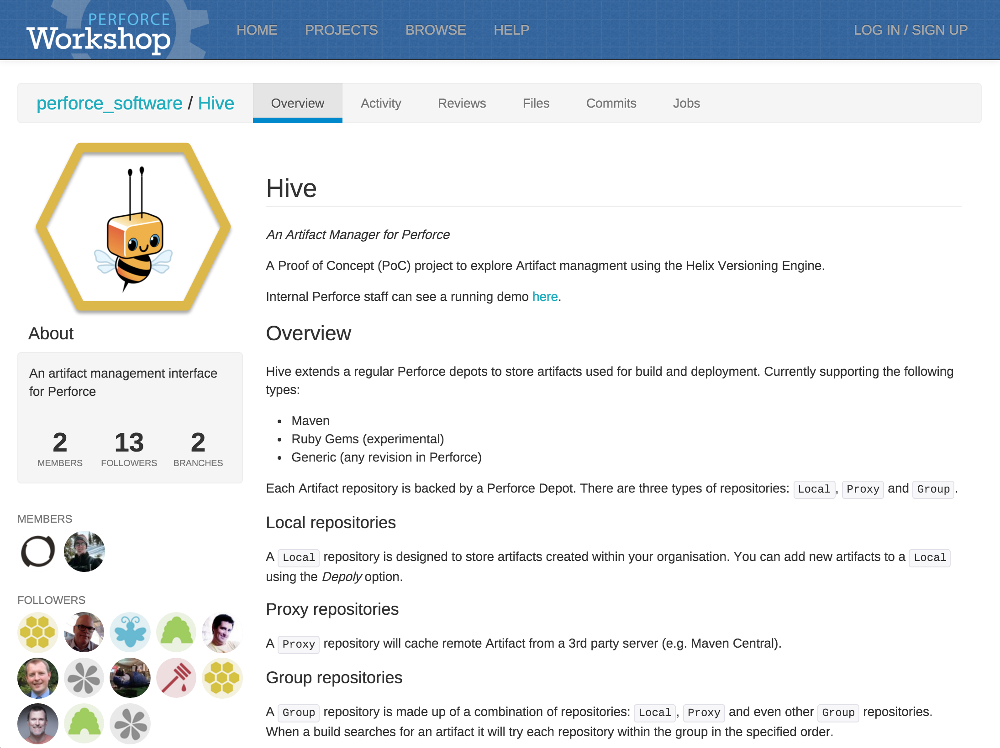 PERFORCE
Workshop
HOME PROJECTS BROWSE HELP LOG IN / SIGN UP
perforce_software / Hive Overview Activity Reviews Files Commits Jobs
About
An artifact management interface
for Perforce
2 13 2
MEMBERS FOLLOWERS BRANCHES
MEMBERS
FOLLOWERS
Hive
An Artifact Manager for Perforce
A Proof of Concept (PoC) project to explore Artifact managment using the Helix Versioning Engine.
Internal Perforce staff can see a running demo here.
Overview
Hive extends a regular Perforce depots to store artifacts used for build and deployment. Currently supporting the following
types:
• Maven
• Ruby Gems (experimental)
• Generic (any revision in Perforce)
Each Artifact repository is backed by a Perforce Depot. There are three types of repositories: Local, Proxy and Group.
Local repositories
A Local repository is designed to store artifacts created within your organisation. You can add new artifacts to a Local
using the Depoly option.
Proxy repositories
A Proxy repository will cache remote Artifact from a 3rd party server (e.g. Maven Central).
Group repositories
A Group repository is made up of a combination of repositories: Local, Proxy and even other Group repositories.
When a build searches for an artifact it will try each repository within the group in the specified order.